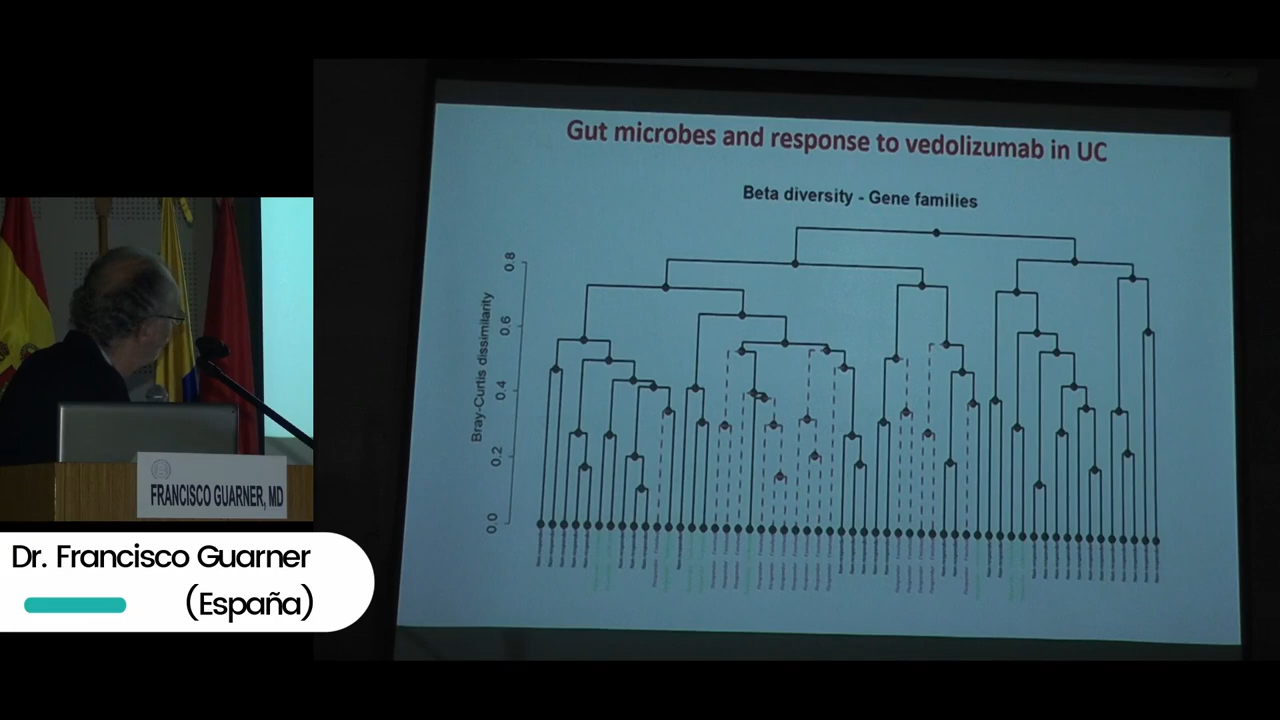 Gut microbes and response to vedolizumab in UC
Beta diversity - Gene families
Bray-Curtis dissimilarity
0.8
0.6
0.4
0.2
0.0
FRANCISCO GUARNER, MD
Dr. Francisco Guarner
(España)